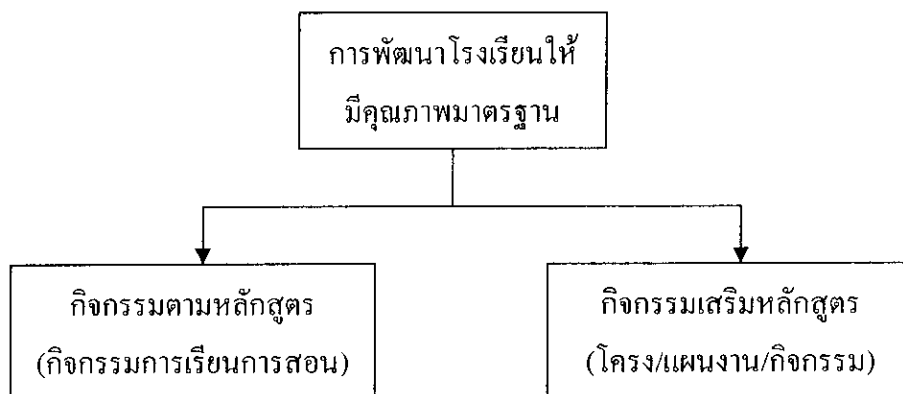 การพัฒนาโรงเรียนให้
มีคุณภาพมาตรฐาน
กิจกรรมตามหลักสูตร
(กิจกรรมการเรียนการสอน)
กิจกรรมเสริมหลักสูตร
(โครง/แผนงาน/กิจกรรม)